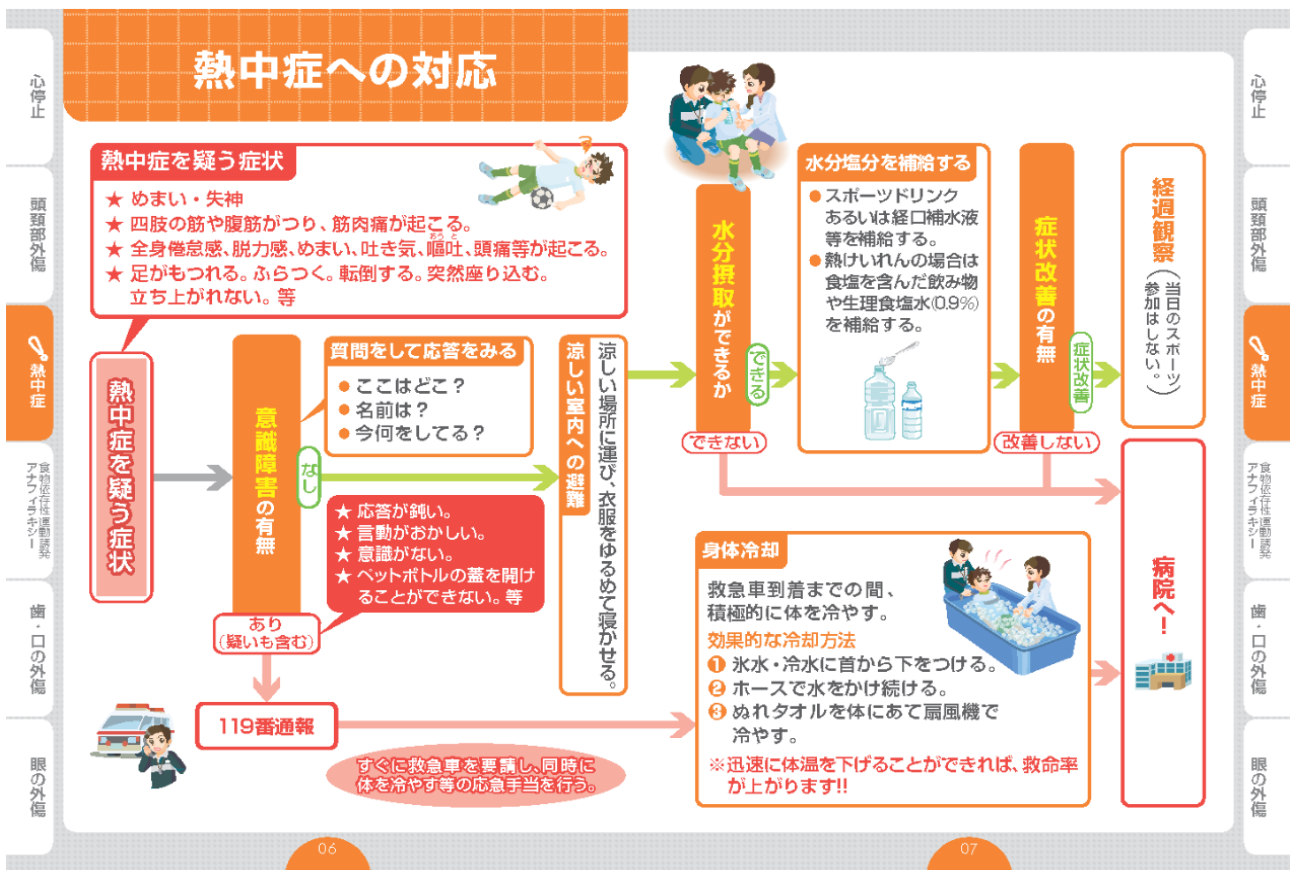 熱中症への対応
心停止
頭頸部外傷
熱中症
食物依存性運動誘発
アナフィラキシー
歯・口の外傷
眼の外傷
熱中症を疑う症状
★ めまい・失神
★ 四肢の筋や腹筋がつり、筋肉痛が起こる。
★ 全身倦怠感、脱力感、めまい、吐き気、嘔吐、頭痛等が起こる。
おうと
★ 足がもつれる。ふらつく。転倒する。突然座り込む。
立ち上がれない。等
熱中症を疑う症状
意識障害の有無
質問をして応答をみる
● ここはどこ?
● 名前は?
● 今何をしてる?
なし
★ 応答が鈍い。
★ 言動がおかしい。
★ 意識がない。
★ ペットボトルの蓋を開け
ることができない。等
あり
(疑いも含む)
119番通報
すぐに救急車を要請し、同時に
体を冷やす等の応急手当を行う。
涼しい室内への避難
涼しい場所に運び、衣服をゆるめて寝かせる。
水分摂取ができるか
できる
できない
水分塩分を補給する
● スポーツドリンク
あるいは経口補水液
等を補給する。
● 熱けいれんの場合は
食塩を含んだ飲み物
や生理食塩水(0.9%)
を補給する。
症状改善の有無
症状改善
改善しない
経過観察
(当日のスポーツ
参加はしない。)
身体冷却
救急車到着までの間、
積極的に体を冷やす。
効果的な冷却方法
❶ 氷水・冷水に首から下をつける。
❷ ホースで水をかけ続ける。
❸ ぬれタオルを体にあて扇風機で
冷やす。
※迅速に体温を下げることができれば、救命率
が上がります!!
病院へ!
心停止
頭頸部外傷
熱中症
食物依存性運動誘発
アナフィラキシー
歯・口の外傷
眼の外傷
06
07